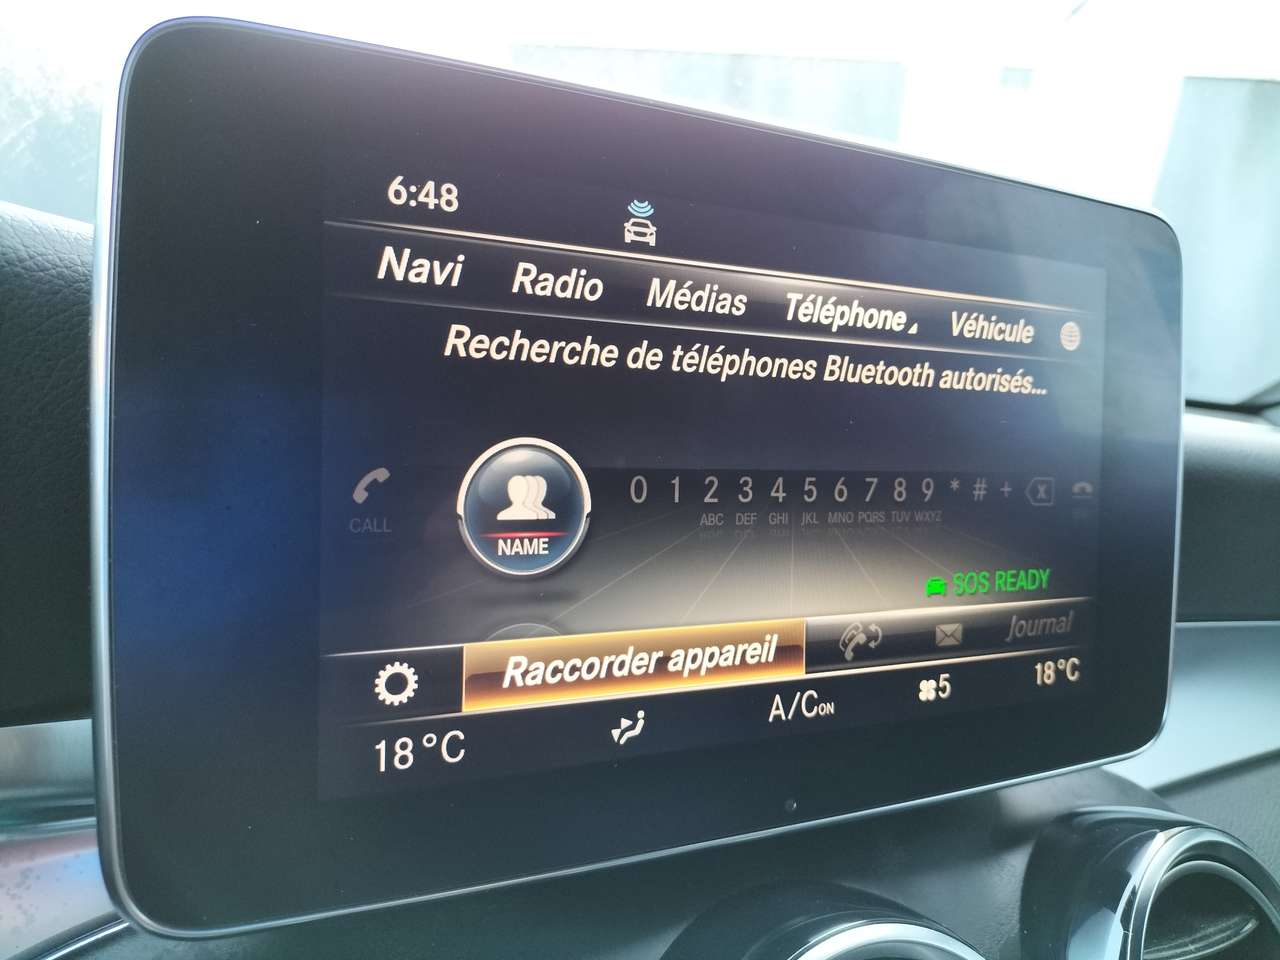 6:48
Navi Radio Médias Téléphone Véhicule
Recherche de téléphones Bluetooth autorisés...
0 1 2 3 4 5 6 7 8 9 * # +
CALL
ABC DEF GHI JKL MNO PQRS TUV WXYZ
NAME
SOS READY
Raccorder appareil Journal
18°C A/C ON 5 18°C